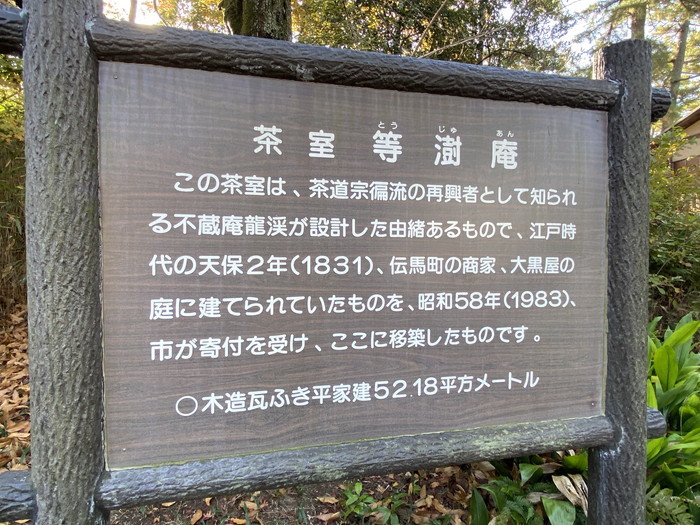 茶室 等澍庵
とう じゅ あん
この茶室は、茶道宗徧流の再興者として知られ
る不蔵庵龍渓が設計した由緒あるもので、江戸時
代の天保2年(1831)、伝馬町の商家、大黒屋の
庭に建てられていたものを、昭和58年(1983)、
市が寄付を受け、ここに移築したものです。
○木造瓦ふき平家建52.18平方メートル